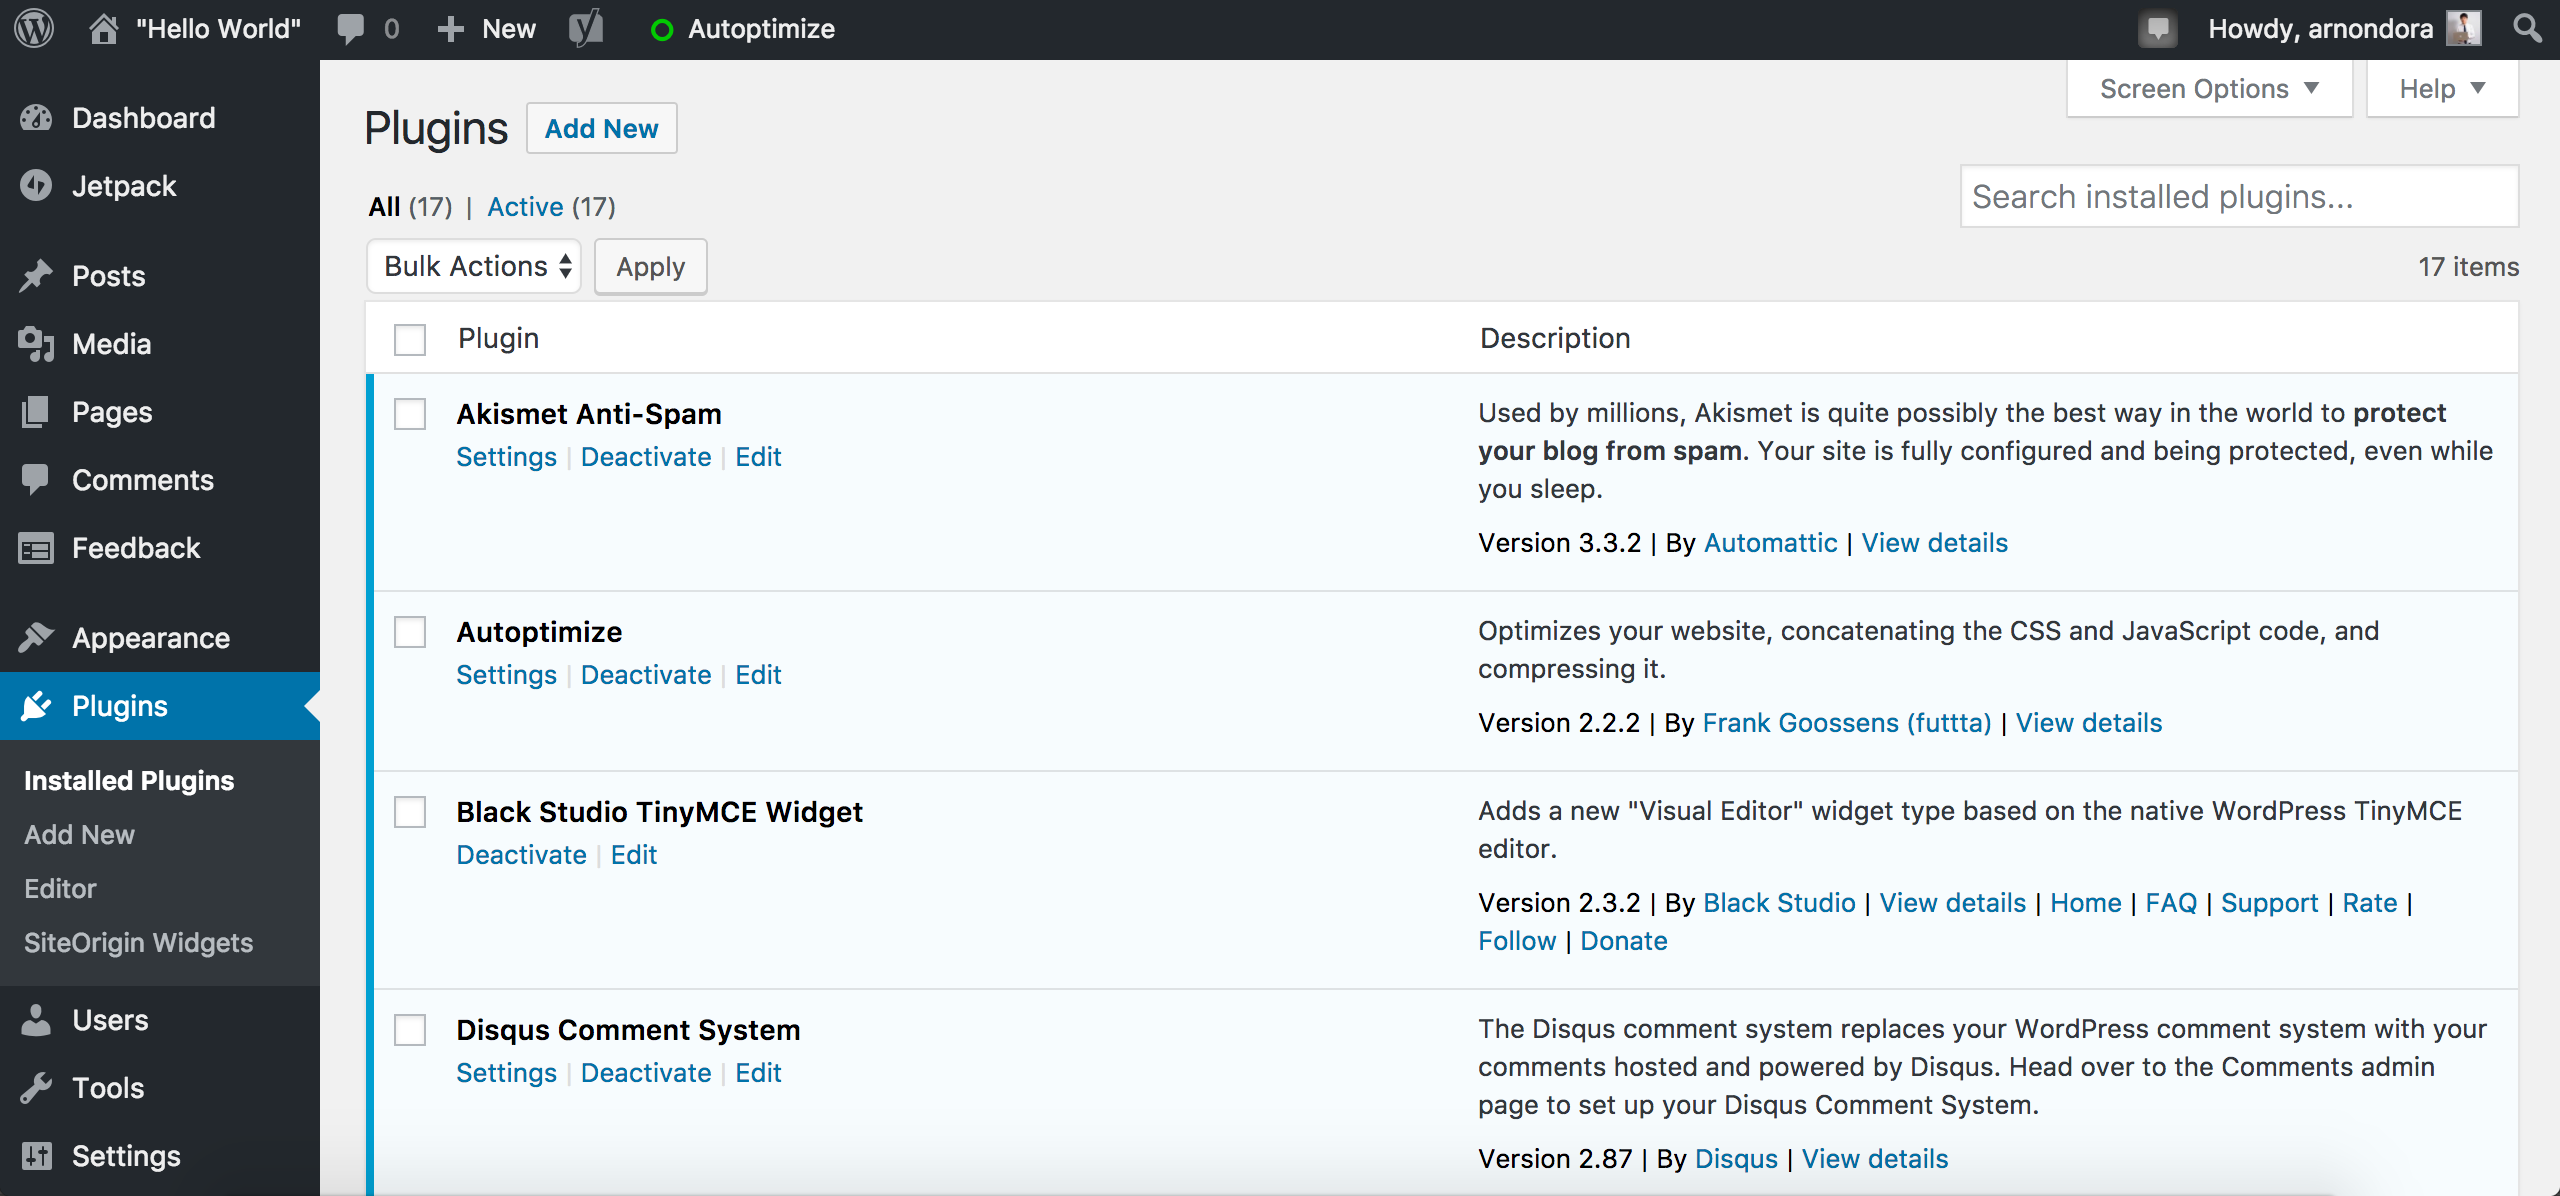 "Hello World" 0 New Autoptimize Howdy, arnondora
Dashboard
Jetpack
Posts
Media
Pages
Comments
Feedback
Appearance
Plugins
Installed Plugins
Add New
Editor
SiteOrigin Widgets
Users
Tools
Settings
Screen Options Help
Plugins Add New
Search installed plugins...
All (17) | Active (17)
Bulk Actions Apply 17 items
Plugin Description
Akismet Anti-Spam
Settings | Deactivate | Edit
Used by millions, Akismet is quite possibly the best way in the world to protect
your blog from spam. Your site is fully configured and being protected, even while
you sleep.
Version 3.3.2 | By Automattic | View details
Autoptimize
Settings | Deactivate | Edit
Optimizes your website, concatenating the CSS and JavaScript code, and
compressing it.
Version 2.2.2 | By Frank Goossens (futtta) | View details
Black Studio TinyMCE Widget
Deactivate | Edit
Adds a new "Visual Editor" widget type based on the native WordPress TinyMCE
editor.
Version 2.3.2 | By Black Studio | View details | Home | FAQ | Support | Rate |
Follow | Donate
Disqus Comment System
Settings | Deactivate | Edit
The Disqus comment system replaces your WordPress comment system with your
comments hosted and powered by Disqus. Head over to the Comments admin
page to set up your Disqus Comment System.
Version 2.87 | By Disqus | View details